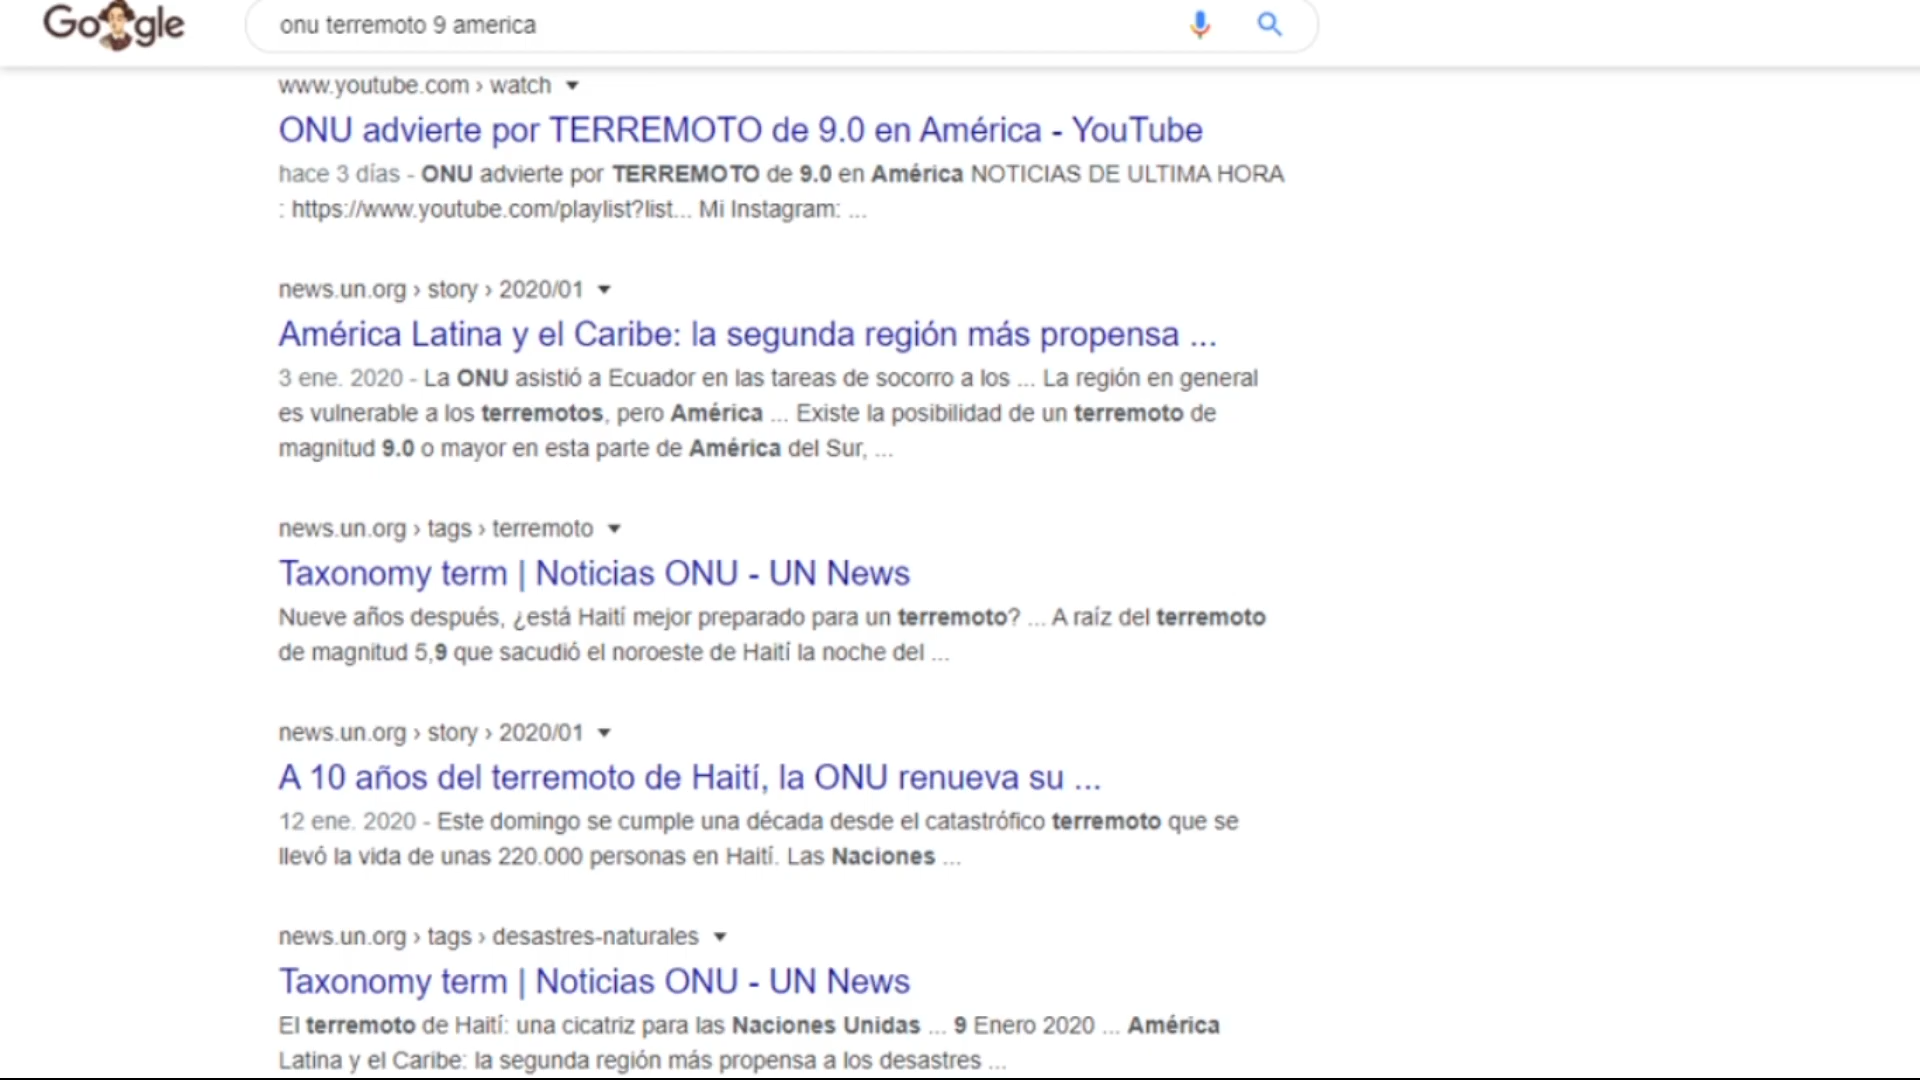 Google
onu terremoto 9 america
www.youtube.com › watch
ONU advierte por TERREMOTO de 9.0 en América - YouTube
hace 3 días - ONU advierte por TERREMOTO de 9.0 en América NOTICIAS DE ULTIMA HORA
: https://www.youtube.com/playlist?list... Mi Instagram: ...
news.un.org › story › 2020/01
América Latina y el Caribe: la segunda región más propensa ...
3 ene. 2020 - La ONU asistió a Ecuador en las tareas de socorro a los ... La región en general
es vulnerable a los terremotos, pero América ... Existe la posibilidad de un terremoto de
magnitud 9.0 o mayor en esta parte de América del Sur, ...
news.un.org › tags › terremoto
Taxonomy term | Noticias ONU - UN News
Nueve años después, ¿está Haití mejor preparado para un terremoto? ... A raíz del terremoto
de magnitud 5,9 que sacudió el noroeste de Haití la noche del ...
news.un.org › story › 2020/01
A 10 años del terremoto de Haití, la ONU renueva su ...
12 ene. 2020 - Este domingo se cumple una década desde el catastrófico terremoto que se
llevó la vida de unas 220.000 personas en Haití. Las Naciones ...
news.un.org › tags › desastres-naturales
Taxonomy term | Noticias ONU - UN News
El terremoto de Haití: una cicatriz para las Naciones Unidas ... 9 Enero 2020 ... América
Latina y el Caribe: la segunda región más propensa a los desastres ...